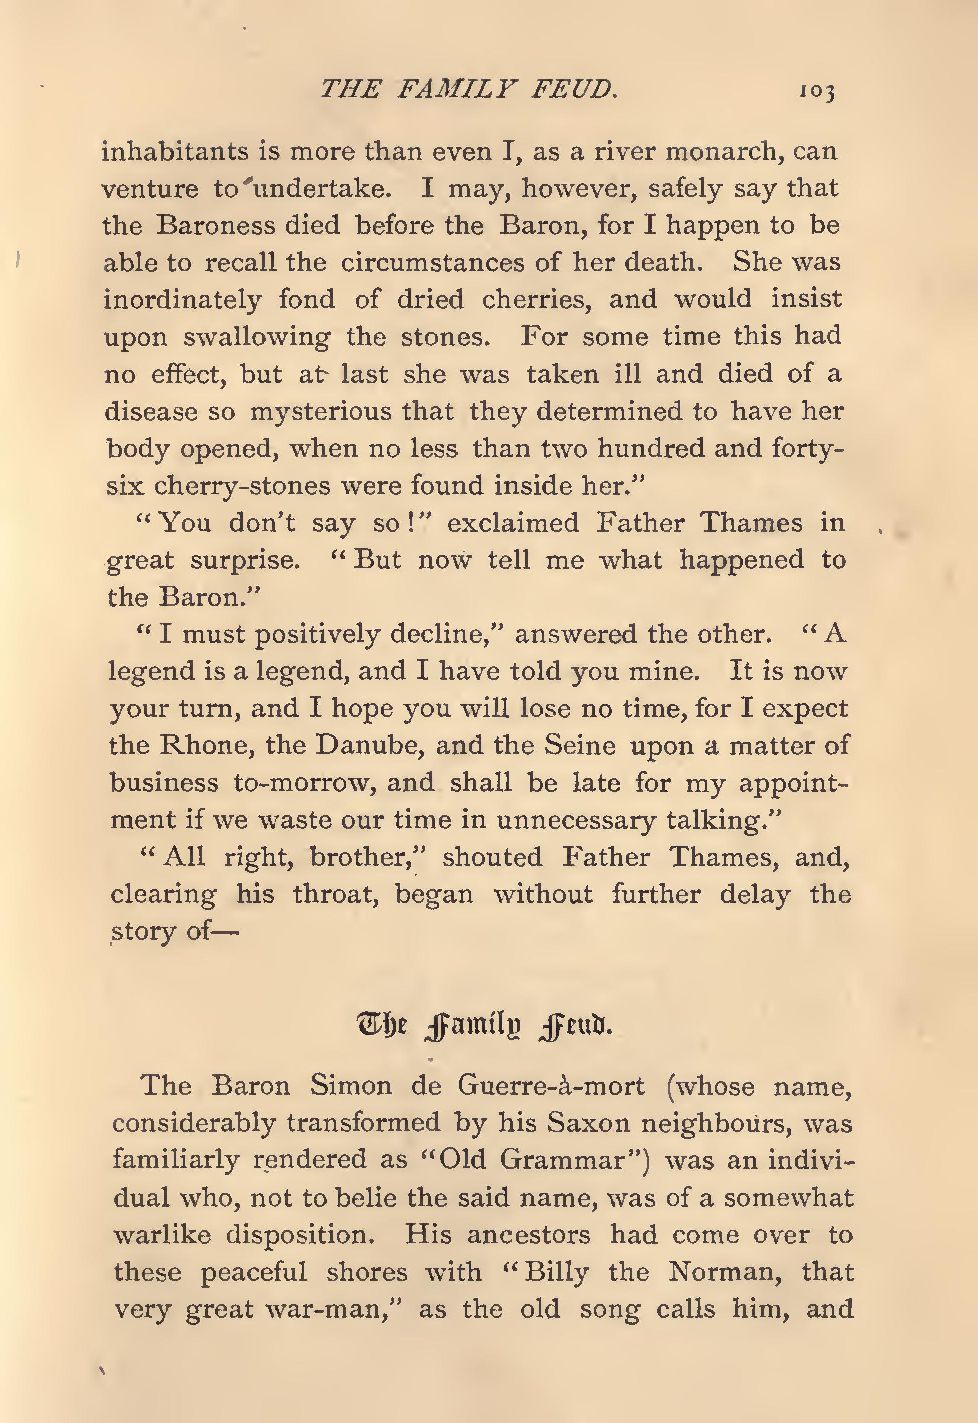 THE FAMILY FEUD. 103
inhabitants is more than even I, as a river monarch, can
venture to undertake. I may, however, safely say that
the Baroness died before the Baron, for I happen to be
able to recall the circumstances of her death. She was
inordinately fond of dried cherries, and would insist
upon swallowing the stones. For some time this had
no effect, but at last she was taken ill and died of a
disease so mysterious that they determined to have her
body opened, when no less than two hundred and forty-
six cherry-stones were found inside her."
"You don't say so!" exclaimed Father Thames in
great surprise. "But now tell me what happened to
the Baron."
"I must positively decline," answered the other. "A
legend is a legend, and I have told you mine. It is now
your turn, and I hope you will lose no time, for I expect
the Rhone, the Danube, and the Seine upon a matter of
business to-morrow, and shall be late for my appoint-
ment if we waste our time in unnecessary talking."
"All right, brother," shouted Father Thames, and,
clearing his throat, began without further delay the
story of—
The Family Feud.
The Baron Simon de Guerre-à-mort (whose name,
considerably transformed by his Saxon neighbours, was
familiarly rendered as "Old Grammar") was an indivi-
dual who, not to belie the said name, was of a somewhat
warlike disposition. His ancestors had come over to
these peaceful shores with "Billy the Norman, that
very great war-man," as the old song calls him, and